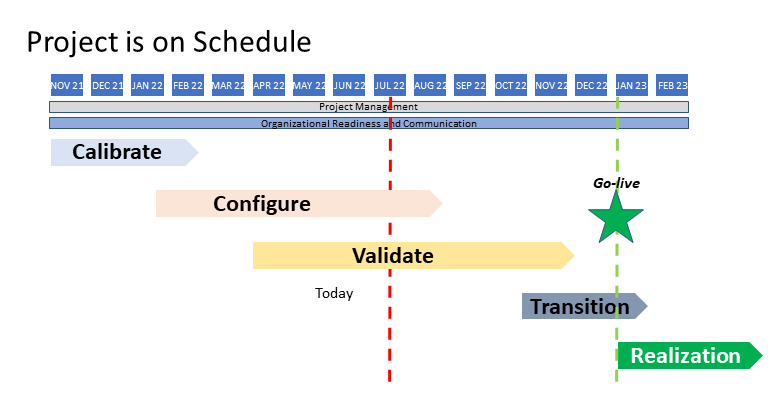 Project is on Schedule
NOV 21 DEC 21 JAN 22 FEB 22 MAR 22 APR 22 MAY 22 JUN 22 JUL 22 AUG 22 SEP 22 OCT 22 NOV 22 DEC 22 JAN 23 FEB 23
Project Management
Organizational Readiness and Communication
Calibrate
Go-live
Configure
Validate
Today
Transition
Realization